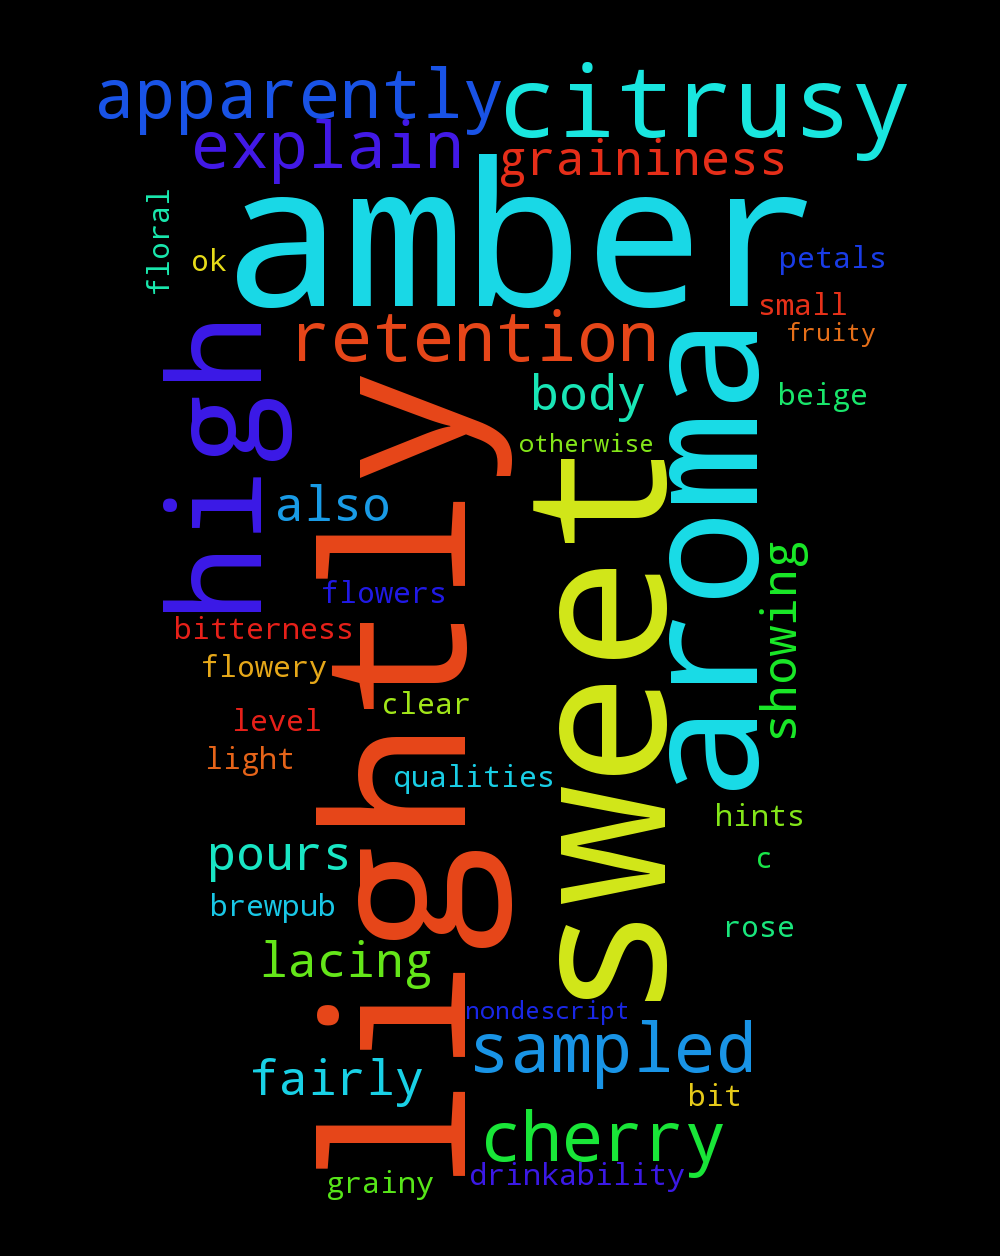 apparently
citrusy
explain
graininess
amber
floral
ok
petals
small
fruity
retention
high
aroma
body
beige
otherwise
lightly
sweet
also
showing
flowers
bitterness
flowery
clear
level
light
qualities
hints
pours
c
brewpub
rose
lacing
nondescript
sampled
fairly
bit
cherry
drinkability
grainy